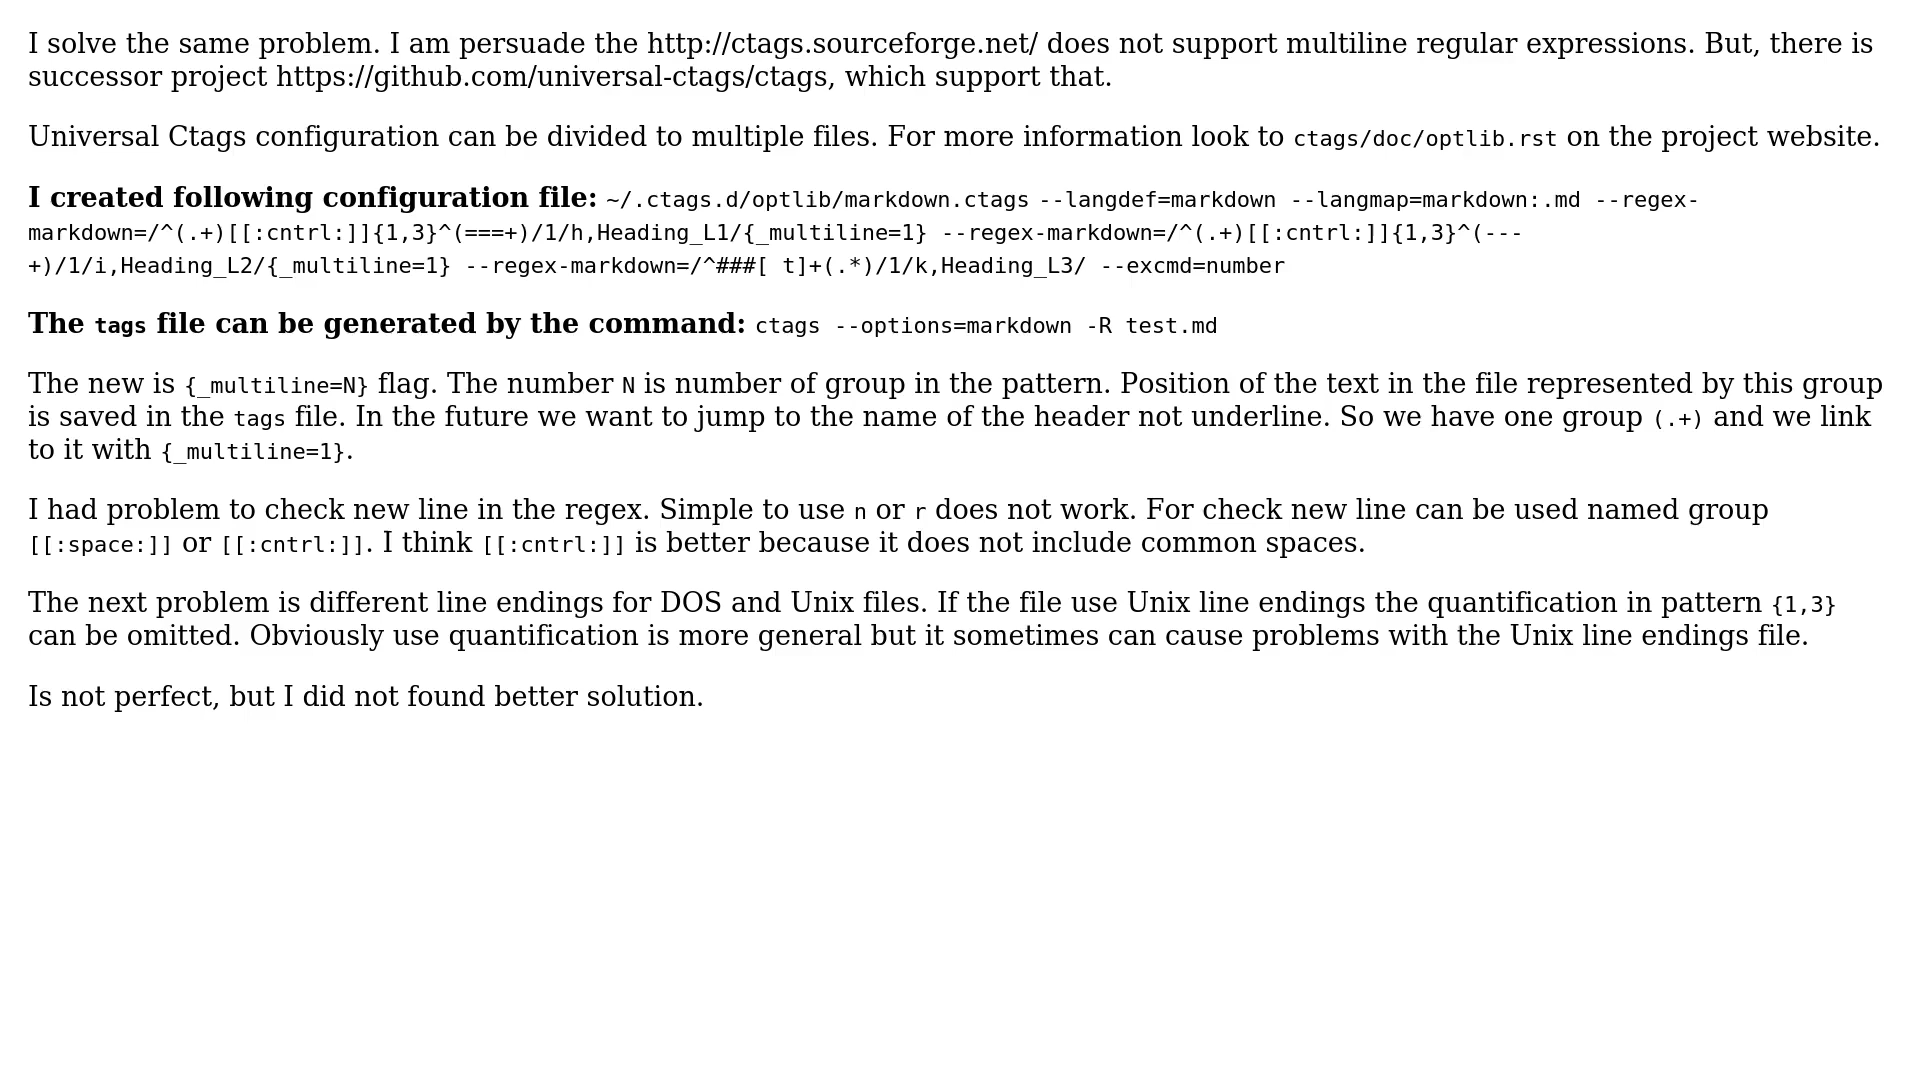 I solve the same problem. I am persuade the http://ctags.sourceforge.net/ does not support multiline regular expressions. But, there is
successor project https://github.com/universal-ctags/ctags, which support that.
Universal Ctags configuration can be divided to multiple files. For more information look to ctags/doc/optlib.rst on the project website.
I created following configuration file: ~/.ctags.d/optlib/markdown.ctags --langdef=markdown --langmap=markdown:.md --regex-
markdown=/^(.+)[[:cntrl:]]{1,3}^(===+)/1/h,Heading_L1/{_multiline=1} --regex-markdown=/^(.+)[[:cntrl:]]{1,3}^(---
+)/1/i,Heading_L2/{_multiline=1} --regex-markdown=/^###[ t]+(.*)/1/k,Heading_L3/ --excmd=number
The tags file can be generated by the command: ctags --options=markdown -R test.md
The new is {_multiline=N} flag. The number N is number of group in the pattern. Position of the text in the file represented by this group
is saved in the tags file. In the future we want to jump to the name of the header not underline. So we have one group (.+) and we link
to it with {_multiline=1}.
I had problem to check new line in the regex. Simple to use n or r does not work. For check new line can be used named group
[[:space:]] or [[:cntrl:]]. I think [[:cntrl:]] is better because it does not include common spaces.
The next problem is different line endings for DOS and Unix files. If the file use Unix line endings the quantification in pattern {1,3}
can be omitted. Obviously use quantification is more general but it sometimes can cause problems with the Unix line endings file.
Is not perfect, but I did not found better solution.